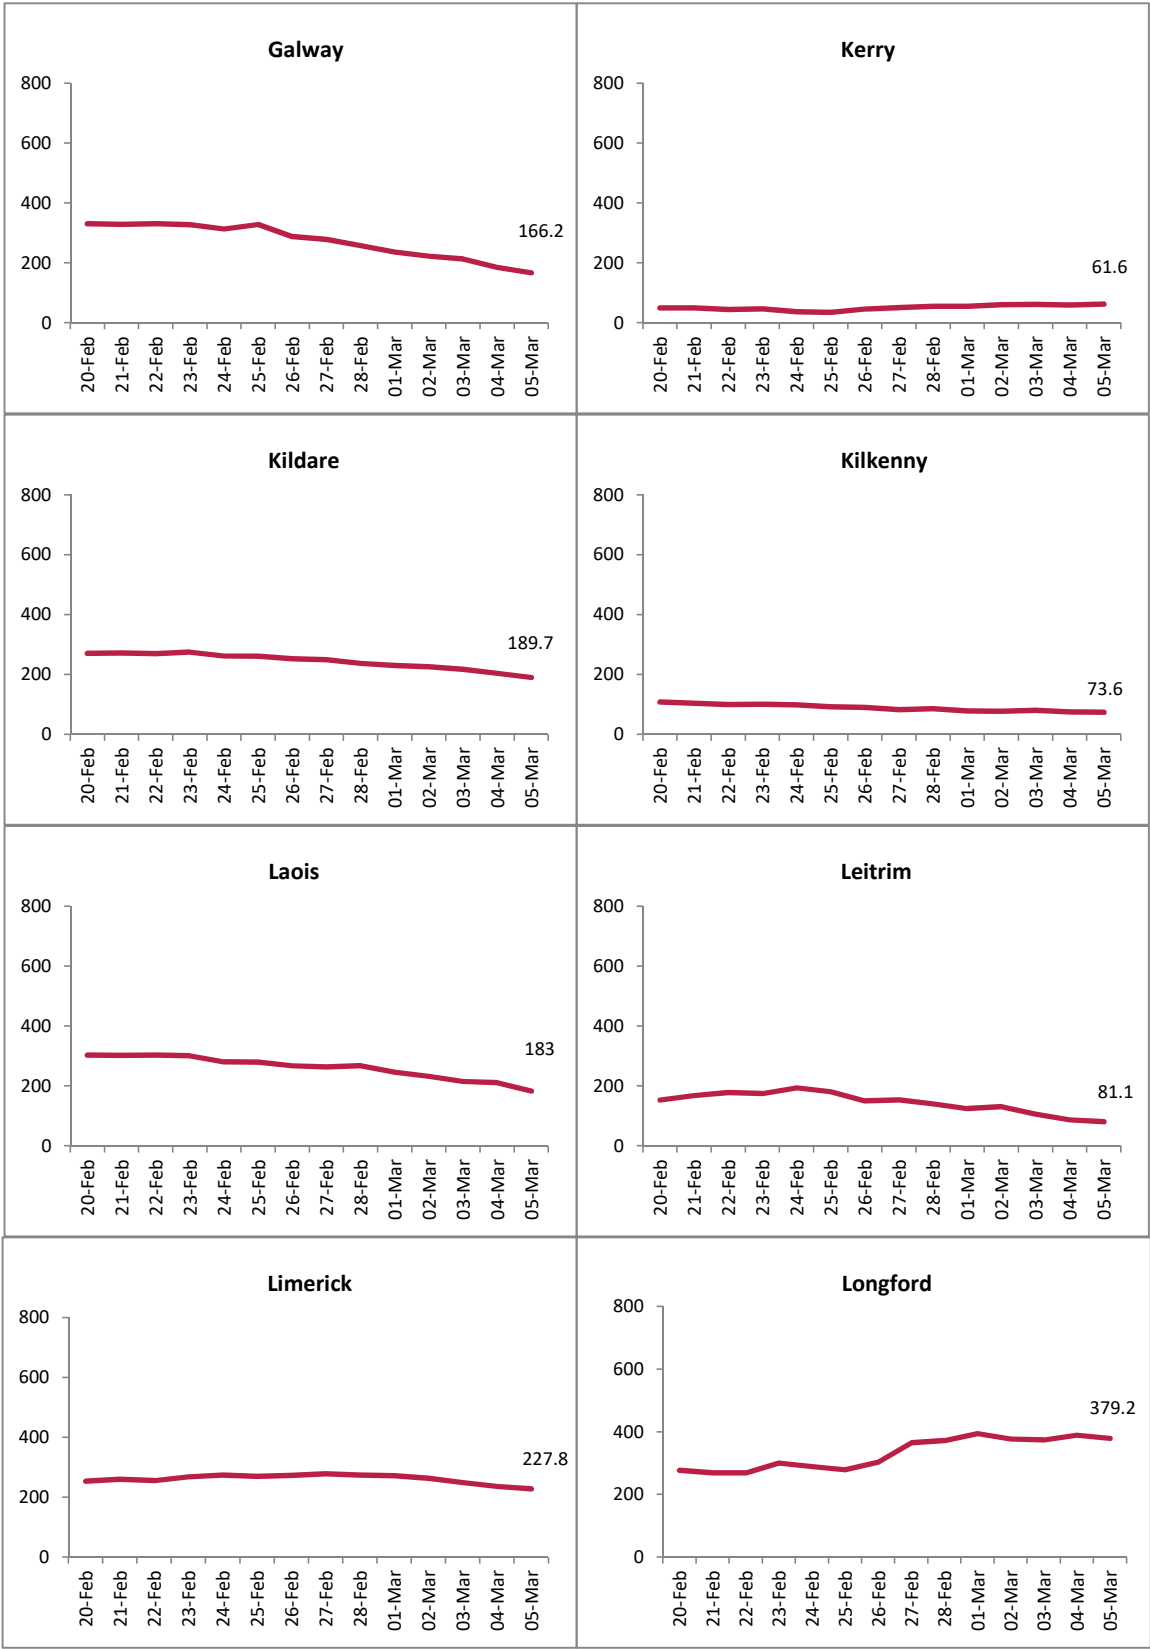 Galway
800
600
400
200
0
166.2
20-Feb
21-Feb
22-Feb
23-Feb
24-Feb
25-Feb
26-Feb
27-Feb
28-Feb
01-Mar
02-Mar
03-Mar
04-Mar
05-Mar
Kerry
800
600
400
200
0
61.6
20-Feb
21-Feb
22-Feb
23-Feb
24-Feb
25-Feb
26-Feb
27-Feb
28-Feb
01-Mar
02-Mar
03-Mar
04-Mar
05-Mar
Kildare
800
600
400
200
0
189.7
20-Feb
21-Feb
22-Feb
23-Feb
24-Feb
25-Feb
26-Feb
27-Feb
28-Feb
01-Mar
02-Mar
03-Mar
04-Mar
05-Mar
Kilkenny
800
600
400
200
0
73.6
20-Feb
21-Feb
22-Feb
23-Feb
24-Feb
25-Feb
26-Feb
27-Feb
28-Feb
01-Mar
02-Mar
03-Mar
04-Mar
05-Mar
Laois
800
600
400
200
0
183
20-Feb
21-Feb
22-Feb
23-Feb
24-Feb
25-Feb
26-Feb
27-Feb
28-Feb
01-Mar
02-Mar
03-Mar
04-Mar
05-Mar
Leitrim
800
600
400
200
0
81.1
20-Feb
21-Feb
22-Feb
23-Feb
24-Feb
25-Feb
26-Feb
27-Feb
28-Feb
01-Mar
02-Mar
03-Mar
04-Mar
05-Mar
Limerick
800
600
400
200
0
227.8
20-Feb
21-Feb
22-Feb
23-Feb
24-Feb
25-Feb
26-Feb
27-Feb
28-Feb
01-Mar
02-Mar
03-Mar
04-Mar
05-Mar
Longford
800
600
400
200
0
379.2
20-Feb
21-Feb
22-Feb
23-Feb
24-Feb
25-Feb
26-Feb
27-Feb
28-Feb
01-Mar
02-Mar
03-Mar
04-Mar
05-Mar